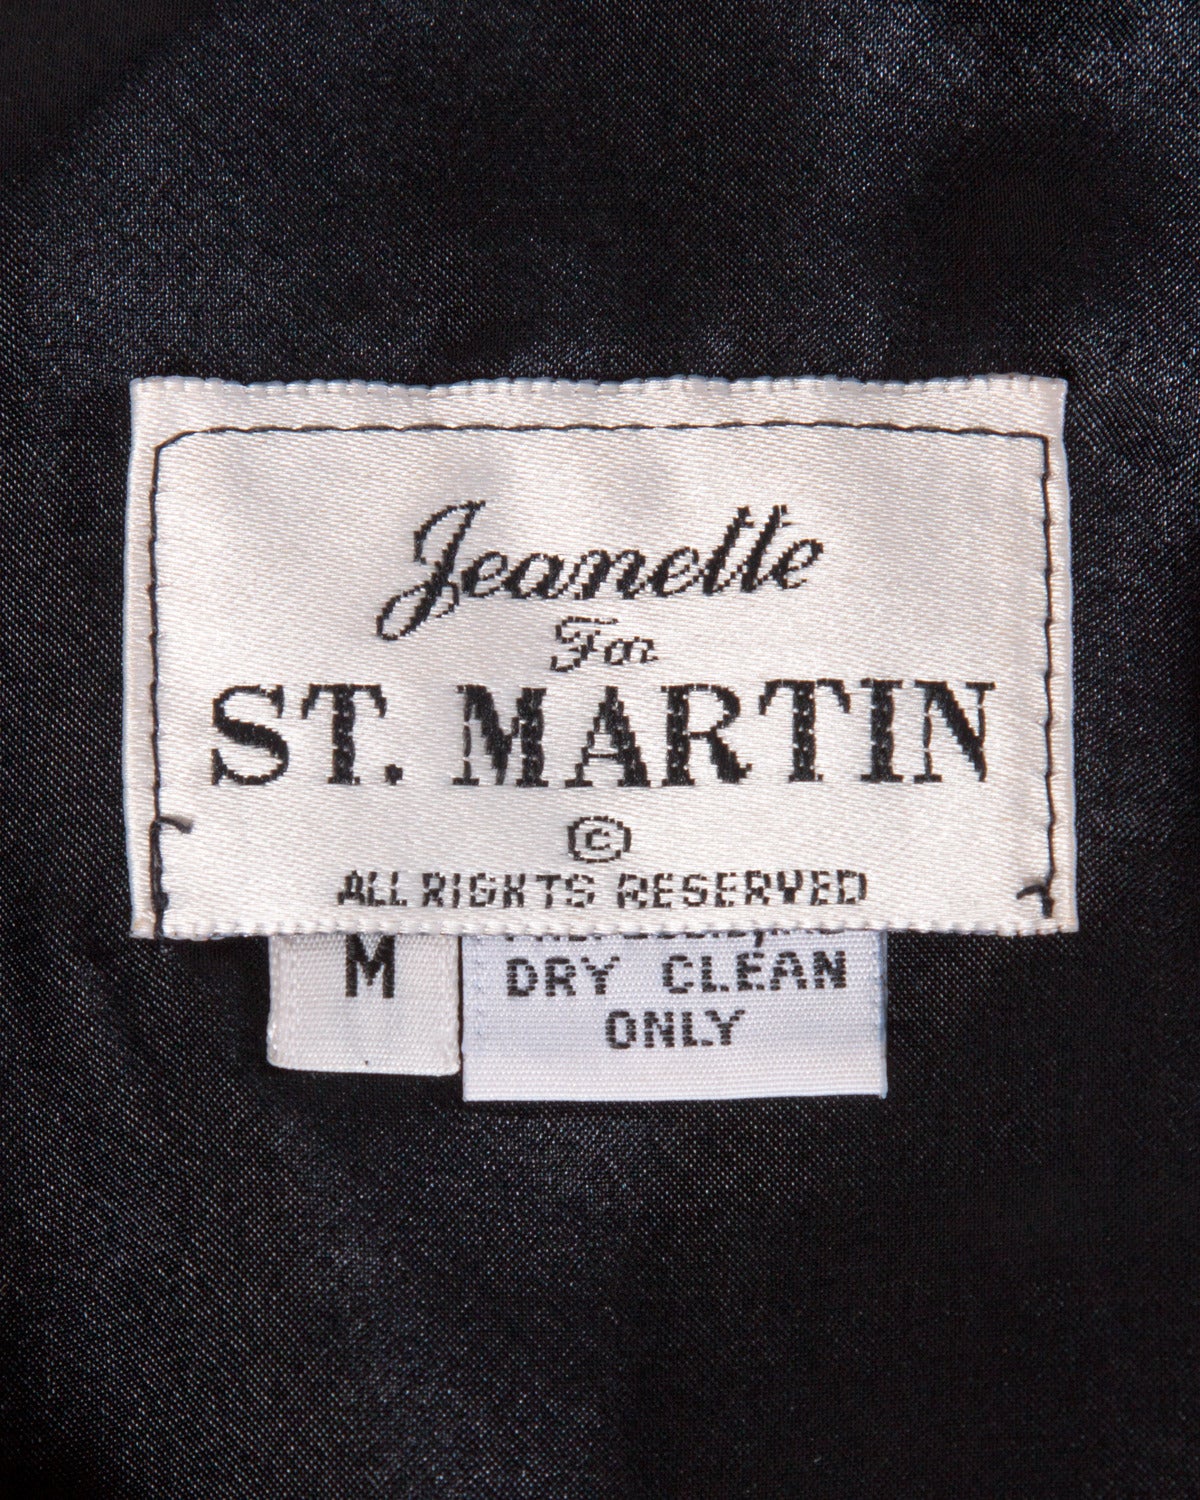 Jeanette
For
ST. MARTIN
©
ALL RIGHTS RESERVED
M
DRY CLEAN
ONLY